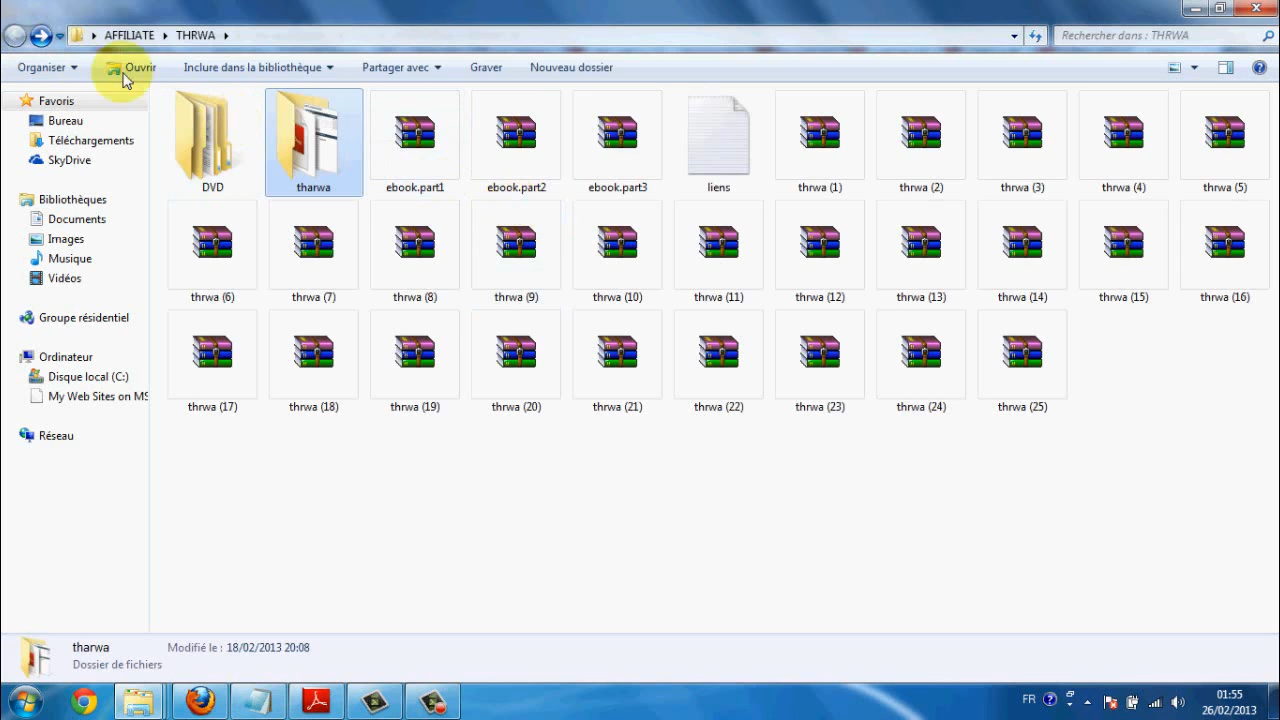 AFFILIATE THRWA
Rechercher dans : THRWA
Organiser Ouvrir Inclure dans la bibliothèque Partager avec Graver Nouveau dossier
Favoris
Bureau
Téléchargements
SkyDrive
Bibliothèques
Documents
Images
Musique
Vidéos
Groupe résidentiel
Ordinateur
Disque local (C:)
My Web Sites on MS
Réseau
DVD tharwa ebook.part1 ebook.part2 ebook.part3 liens thrwa (1) thrwa (2) thrwa (3) thrwa (4) thrwa (5)
thrwa (6) thrwa (7) thrwa (8) thrwa (9) thrwa (10) thrwa (11) thrwa (12) thrwa (13) thrwa (14) thrwa (15) thrwa (16)
thrwa (17) thrwa (18) thrwa (19) thrwa (20) thrwa (21) thrwa (22) thrwa (23) thrwa (24) thrwa (25)
tharwa Modifié le : 18/02/2013 20:08
Dossier de fichiers
FR 01:55
26/02/2013